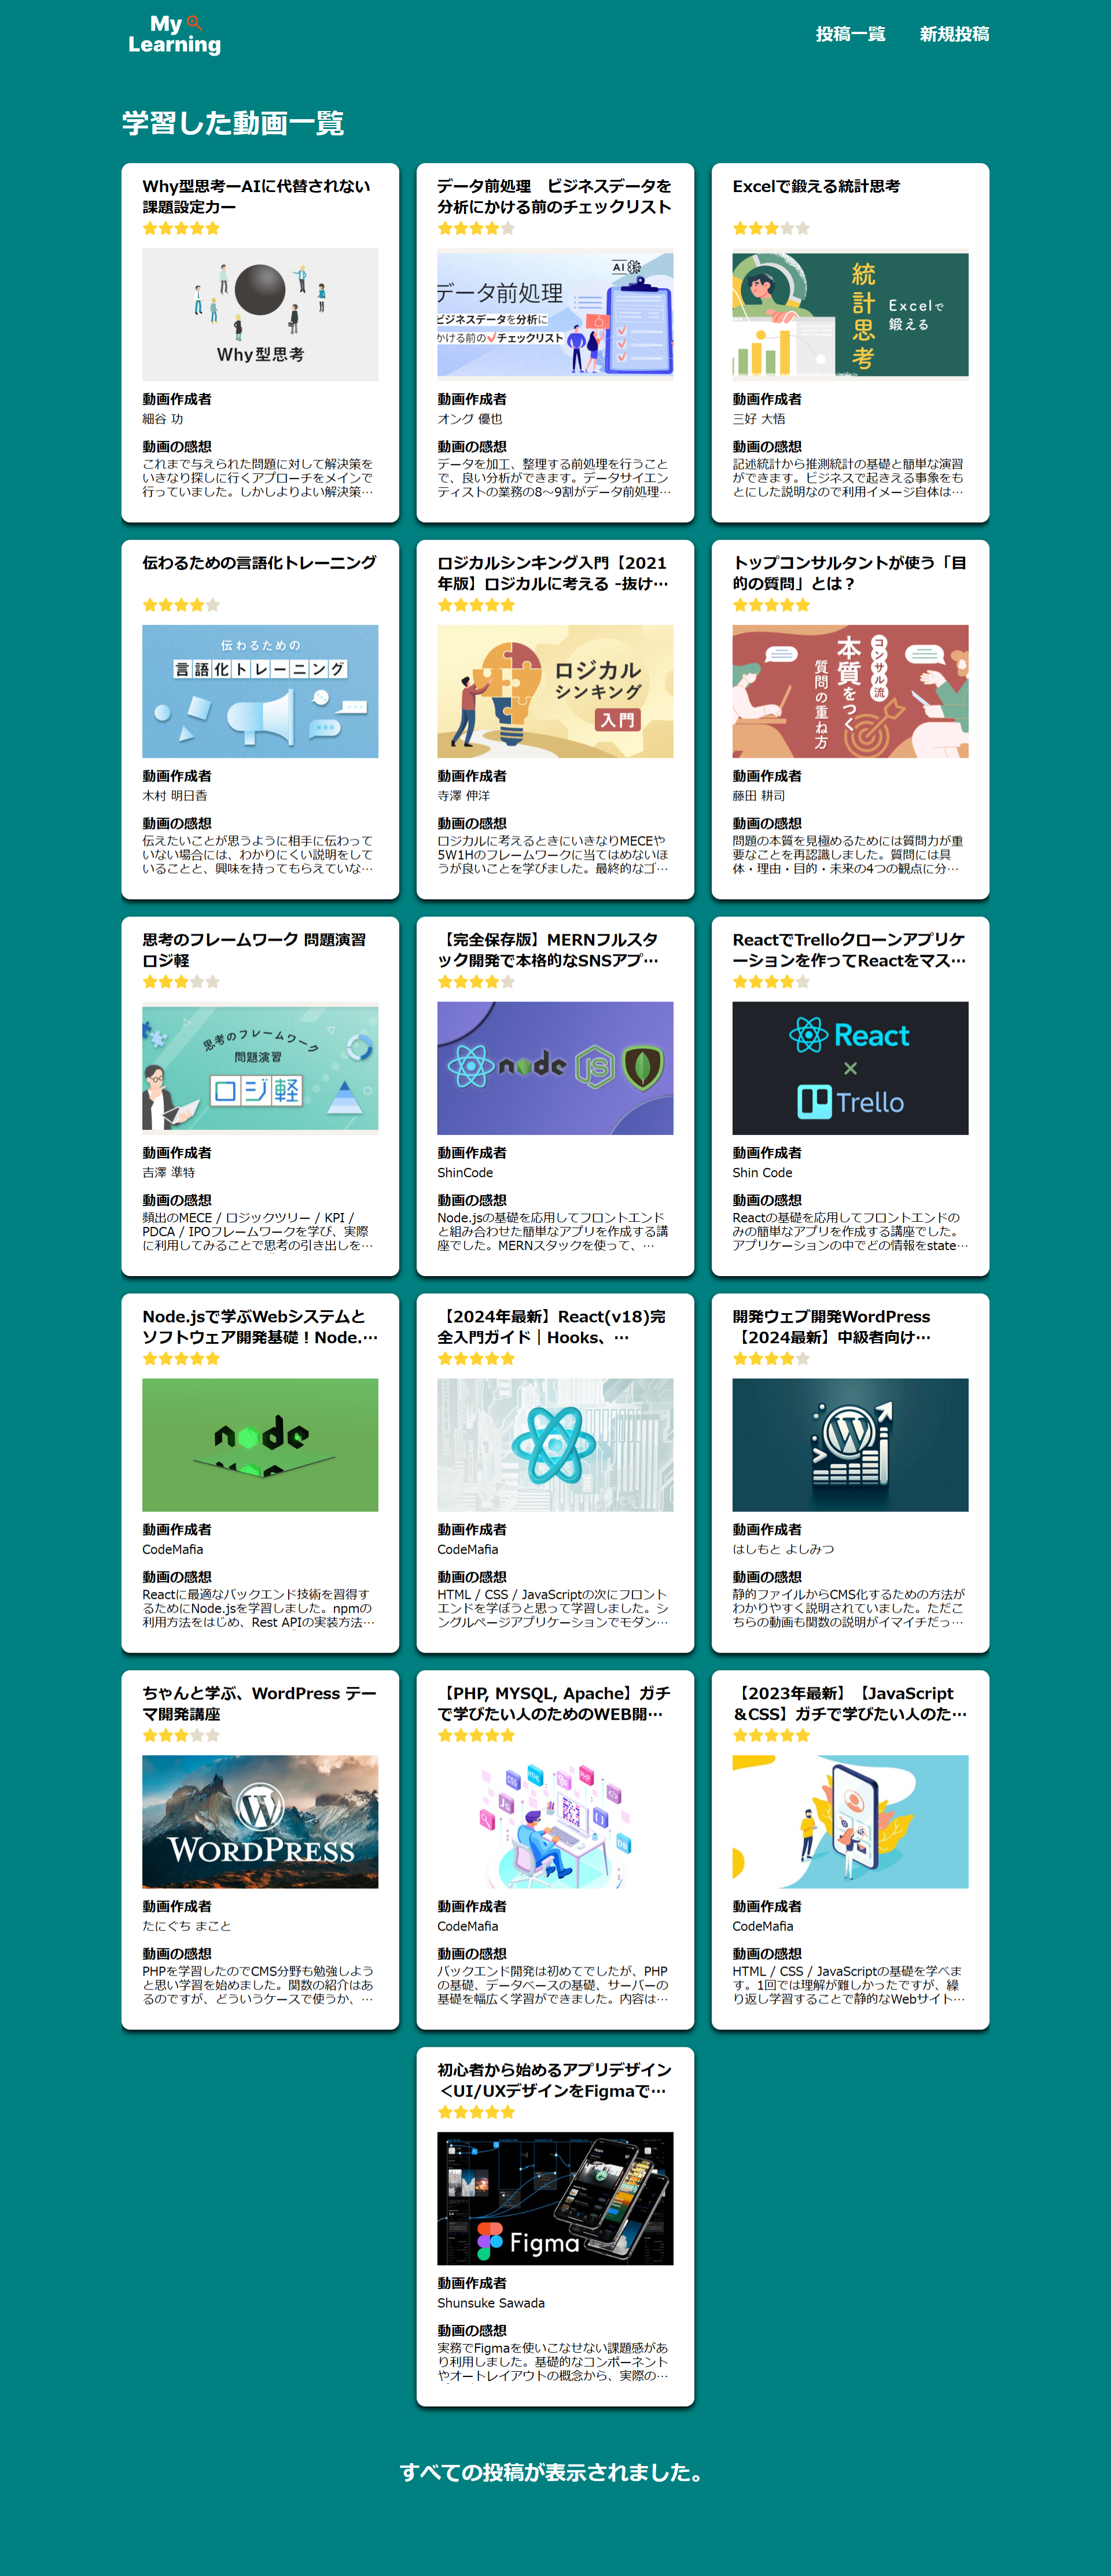 My
Learning
投稿一覧
新規投稿
学習した動画一覧
Why型思考ーAIに代替されない
課題設定カー
Why型思考
動画作成者
細谷 功
動画の感想
これまで与えられた問題に対して解決策を
いきなり探しに行くアプローチをメインで
行っていました。しかしよりよい解決策…
データ前処理　ビジネスデータを
分析にかける前のチェックリスト
AI
データ前処理
ビジネスデータを分析に
かける前のチェックリスト
動画作成者
オング 優也
動画の感想
データを加工、整理する前処理を行うこと
で、良い分析ができます。データサイエン
ティストの業務の8〜9割がデータ前処理…
Excelで鍛える統計思考
統計思考
Excelで
鍛える
動画作成者
三好 大悟
動画の感想
記述統計から推測統計の基礎と簡単な演習
ができます。ビジネスで起きえる事象をも
とにした説明なので利用イメージ自体は…
伝わるための言語化トレーニング
伝わるための
言語化トレーニング
動画作成者
木村 明日香
動画の感想
伝えたいことが思うように相手に伝わって
いない場合には、わかりにくい説明をして
いることと、興味を持ってもらえていな…
ロジカルシンキング入門【2021
年版】ロジカルに考える -抜け…
ロジカル
シンキング
入門
動画作成者
寺澤 伸洋
動画の感想
ロジカルに考えるときにいきなりMECEや
5W1Hのフレームワークに当てはめないほ
うが良いことを学びました。最終的なゴ…
トップコンサルタントが使う「目
的の質問」とは？
コンサル流
本質をつく
質問の重ね方
動画作成者
藤田 耕司
動画の感想
問題の本質を見極めるためには質問力が重
要なことを再認識しました。質問には具
体・理由・目的・未来の4つの観点に分…
思考のフレームワーク 問題演習
ロジ軽
思考のフレームワーク
問題演習
ロジ軽
動画作成者
吉澤 準特
動画の感想
頻出のMECE / ロジックツリー / KPI /
PDCA / IPOフレームワークを学び、実際
に利用してみることで思考の引き出しを…
【完全保存版】MERNフルスタ
ック開発で本格的なSNSアプ…
node
JS
動画作成者
ShinCode
動画の感想
Node.jsの基礎を応用してフロントエンド
と組み合わせた簡単なアプリを作成する講
座でした。MERNスタックを使って、…
ReactでTrelloクローンアプリケ
ーションを作ってReactをマス…
React
×
Trello
動画作成者
Shin Code
動画の感想
Reactの基礎を応用してフロントエンドの
みの簡単なアプリを作成する講座でした。
アプリケーションの中でどの情報をstate…
Node.jsで学ぶWebシステムと
ソフトウェア開発基礎！Node.…
node
動画作成者
CodeMafia
動画の感想
Reactに最適なバックエンド技術を習得す
るためにNode.jsを学習しました。npmの
利用方法をはじめ、Rest APIの実装方法…
【2024年最新】React(v18)完
全入門ガイド｜Hooks、…
動画作成者
CodeMafia
動画の感想
HTML / CSS / JavaScriptの次にフロント
エンドを学ぼうと思って学習しました。シ
ングルページアプリケーションでモダン…
開発ウェブ開発WordPress
【2024最新】中級者向け…
動画作成者
はしもと よしみつ
動画の感想
静的ファイルからCMS化するための方法が
わかりやすく説明されていました。ただこ
ちらの動画も関数の説明がイマイチだっ…
ちゃんと学ぶ、WordPress テー
マ開発講座
WORDPRESS
動画作成者
たにぐち まこと
動画の感想
PHPを学習したのでCMS分野も勉強しよう
と思い学習を始めました。関数の紹介はあ
るのですが、どういうケースで使うか、…
【PHP, MYSQL, Apache】ガチ
で学びたい人のためのWEB開…
CSS
HTML
PHP
JS
DB
動画作成者
CodeMafia
動画の感想
バックエンド開発は初めてでしたが、PHP
の基礎、データベースの基礎、サーバーの
基礎を幅広く学習ができました。内容は…
【2023年最新】【JavaScript
&CSS】ガチで学びたい人のた…
動画作成者
CodeMafia
動画の感想
HTML / CSS / JavaScriptの基礎を学べま
す。1回では理解が難しかったですが、繰
り返し学習することで静的なWebサイト…
初心者から始めるアプリデザイン
＜UI/UXデザインをFigmaで…
Figma
動画作成者
Shunsuke Sawada
動画の感想
実務でFigmaを使いこなせない課題感があ
り利用しました。基礎的なコンポーネント
やオートレイアウトの概念から、実際の…
すべての投稿が表示されました。